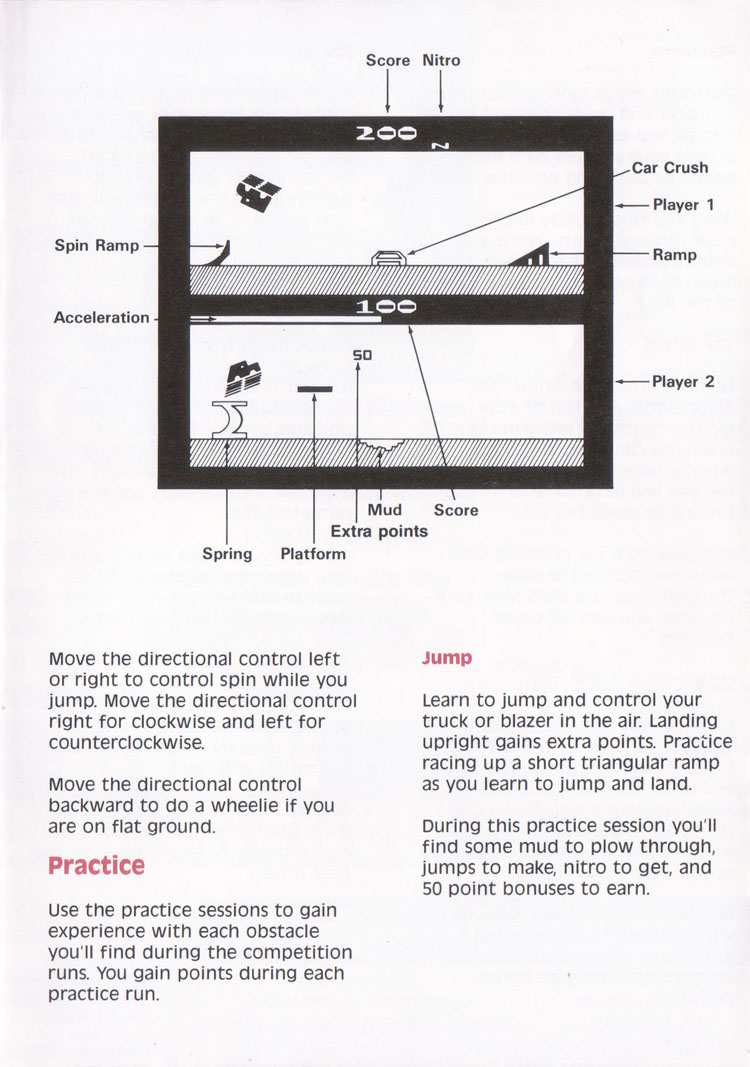 Score Nitro
200
N
Car Crush
Player 1
Spin Ramp
Ramp
100
Acceleration
50
Player 2
Mud Score
Extra points
Spring Platform
Move the directional control left
or right to control spin while you
jump. Move the directional control
right for clockwise and left for
counterclockwise.
Move the directional control
backward to do a wheelie if you
are on flat ground.
Practice
Use the practice sessions to gain
experience with each obstacle
you'll find during the competition
runs. You gain points during each
practice run.
Jump
Learn to jump and control your
truck or blazer in the air. Landing
upright gains extra points. Practice
racing up a short triangular ramp
as you learn to jump and land.
During this practice session you'll
find some mud to plow through,
jumps to make, nitro to get, and
50 point bonuses to earn.